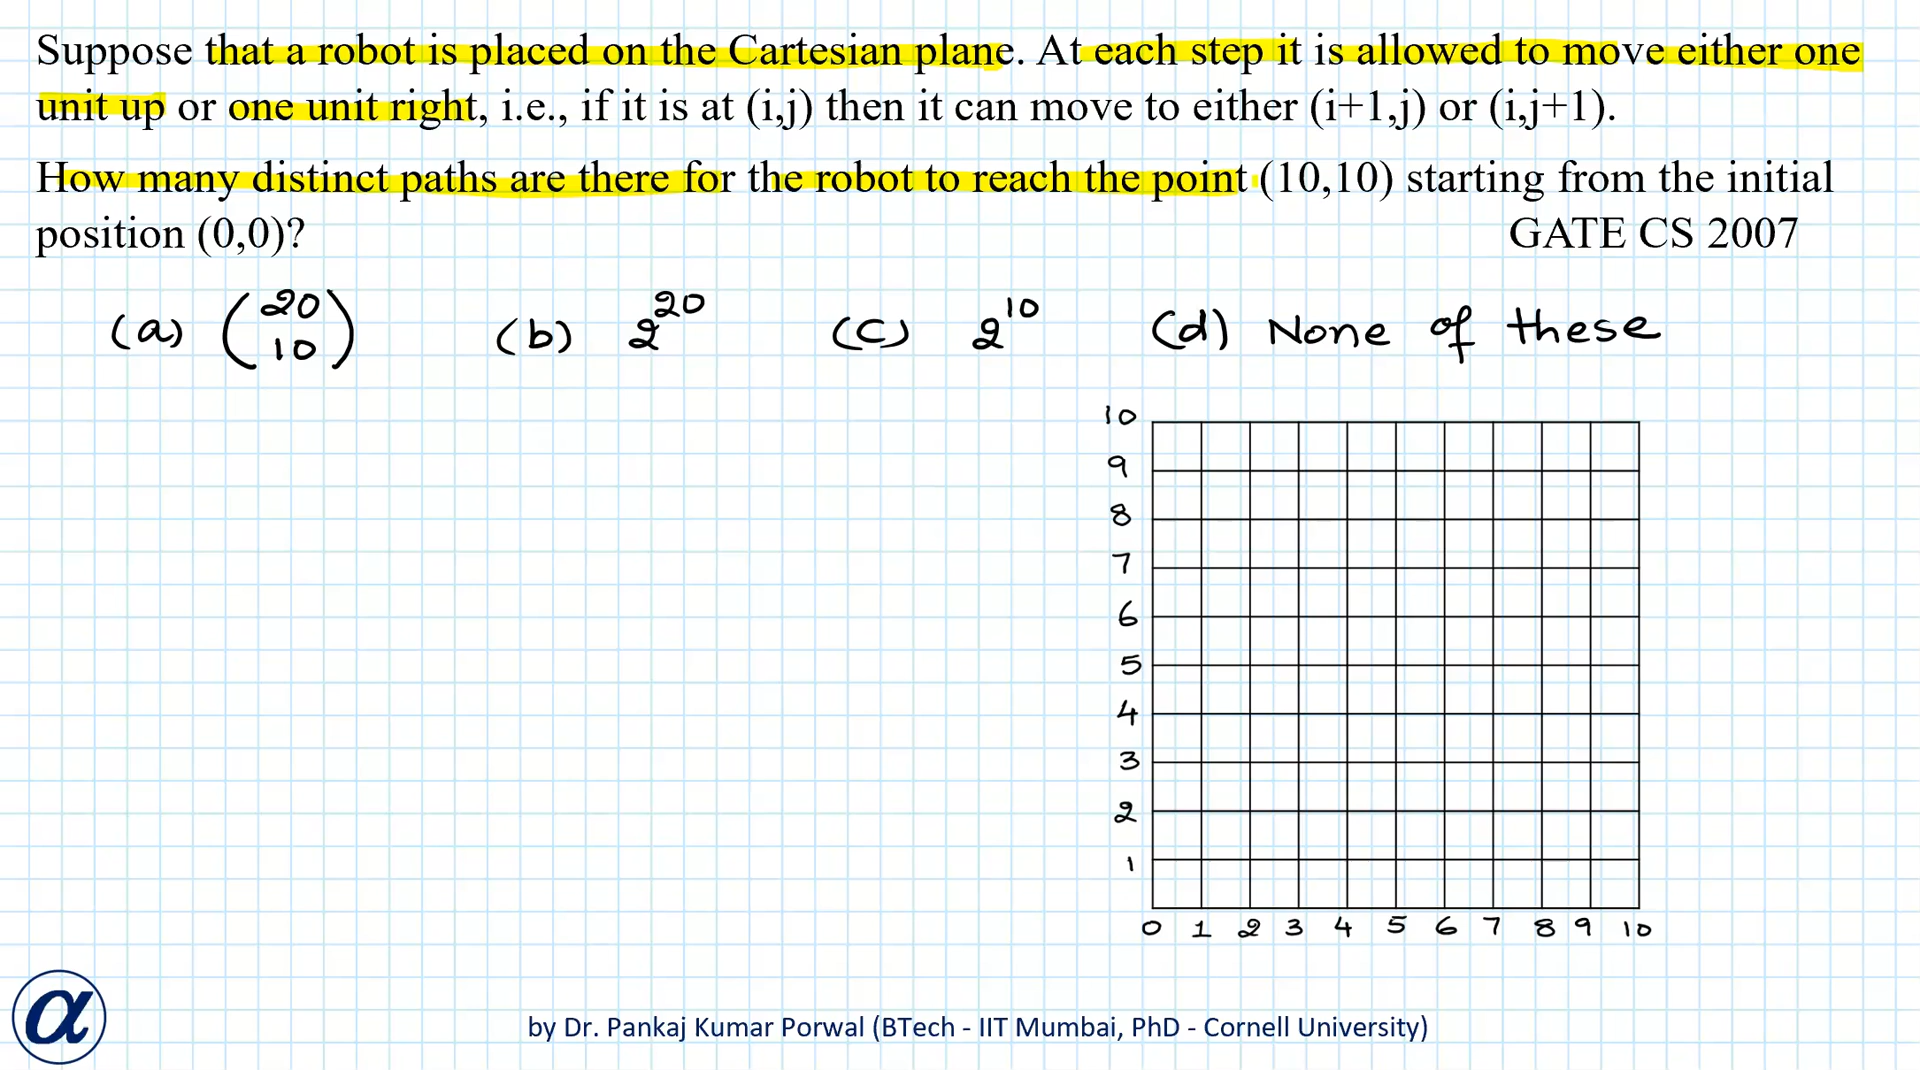 Suppose that a robot is placed on the Cartesian plane. At each step it is allowed to move either one
unit up or one unit right, i.e., if it is at (i,j) then it can move to either (i+1,j) or (i,j+1).
How many distinct paths are there for the robot to reach the point (10,10) starting from the initial
position (0,0)? GATE CS 2007
(a) (20 10) (b) 2^20 (c) 2^10 (d) None of these
10
9
8
7
6
5
4
3
2
1
0 1 2 3 4 5 6 7 8 9 10
α
by Dr. Pankaj Kumar Porwal (BTech - IIT Mumbai, PhD - Cornell University)